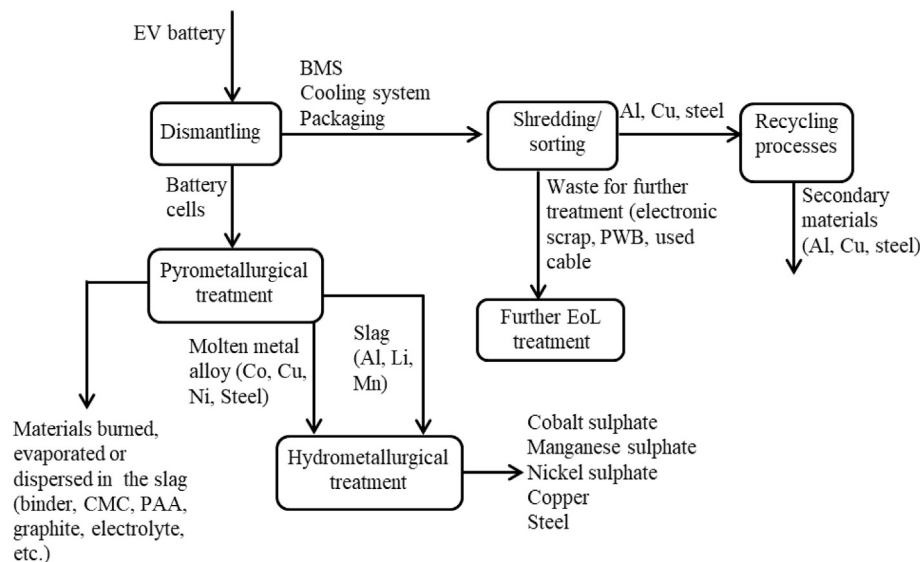 EV battery
BMS
Cooling system
Packaging
Dismantling
Shredding/
sorting
Al, Cu, steel
Recycling
processes
Battery
cells
Waste for further
treatment (electronic
scrap, PWB, used
cable
Secondary
materials
(Al, Cu, steel)
Pyrometallurgical
treatment
Further EoL
treatment
Molten metal
alloy (Co, Cu,
Ni, Steel)
Slag
(Al, Li,
Mn)
Materials burned,
evaporated or
dispersed in the slag
(binder, CMC, PAA,
graphite, electrolyte,
etc.)
Hydrometallurgical
treatment
Cobalt sulphate
Manganese sulphate
Nickel sulphate
Copper
Steel